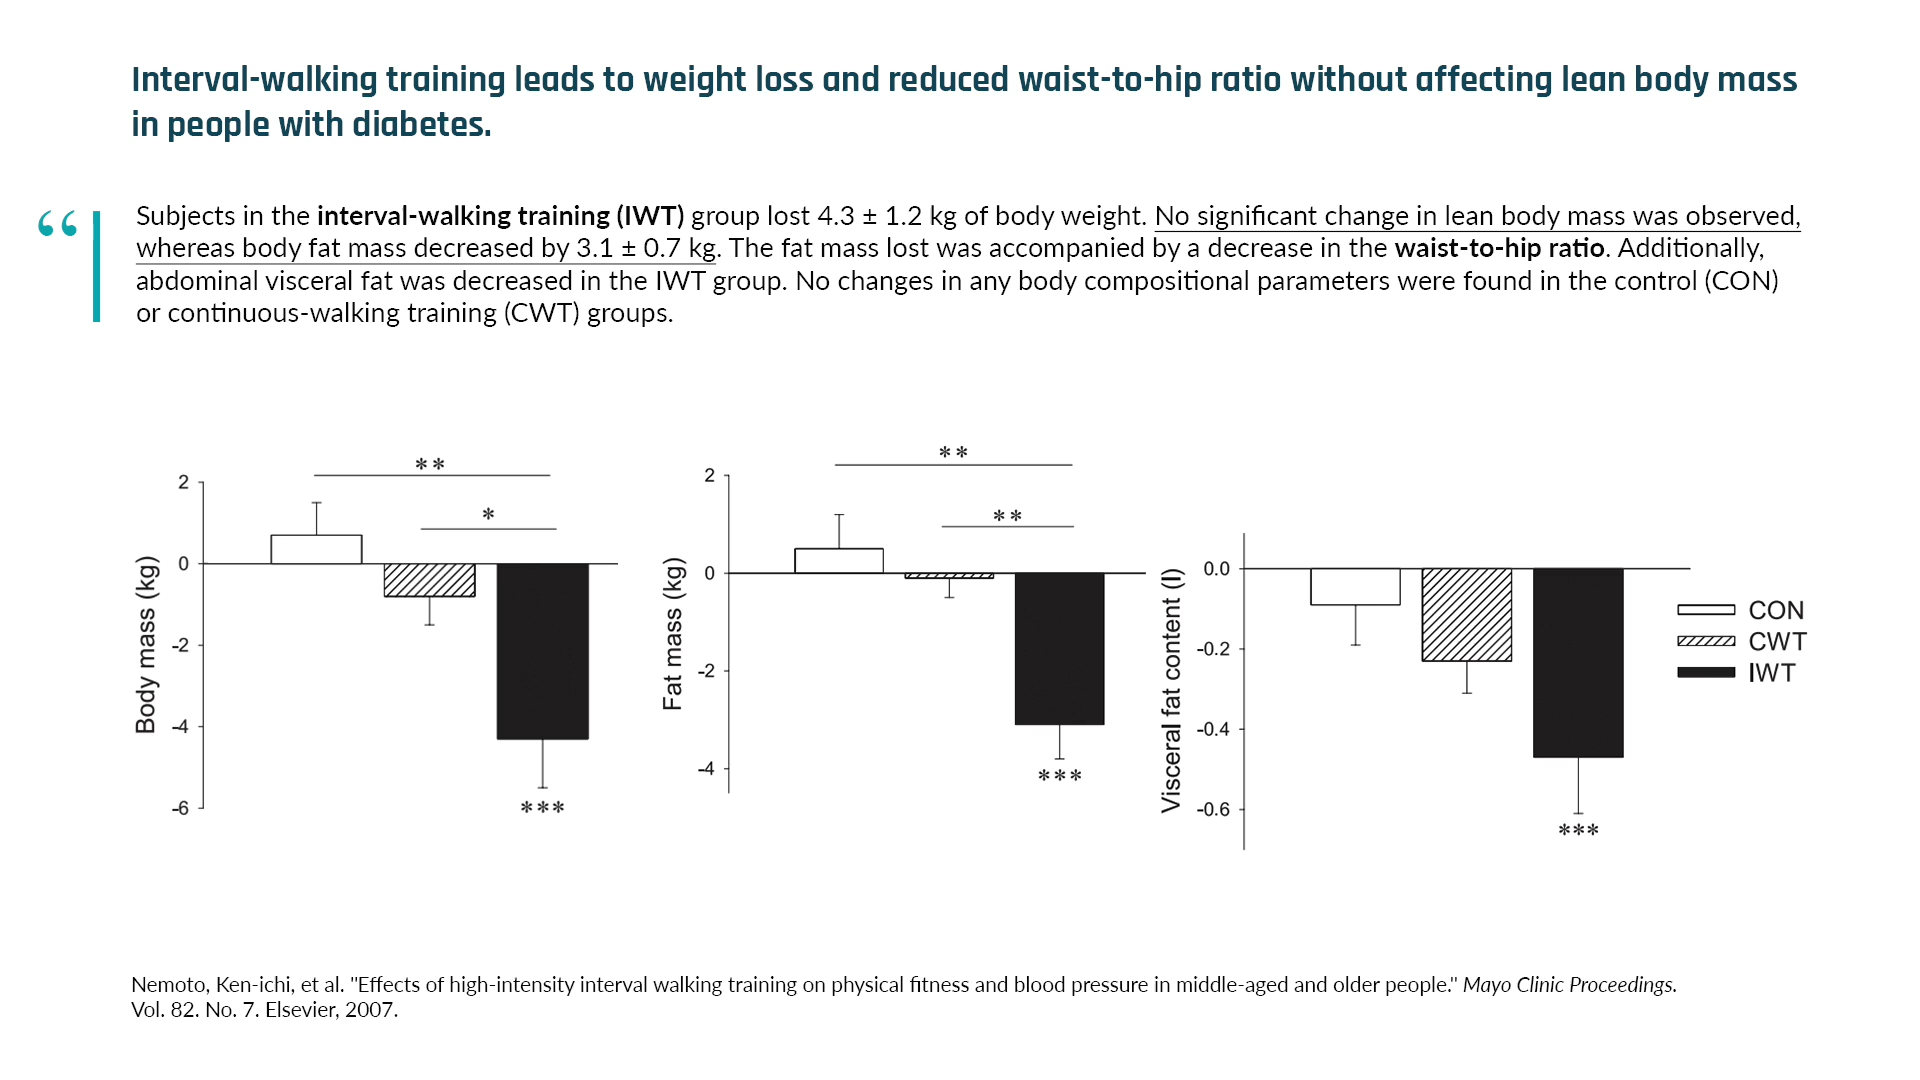 Interval-walking training leads to weight loss and reduced waist-to-hip ratio without affecting lean body mass
in people with diabetes.
“
Subjects in the interval-walking training (IWT) group lost 4.3 ± 1.2 kg of body weight. No significant change in lean body mass was observed,
whereas body fat mass decreased by 3.1 ± 0.7 kg. The fat mass lost was accompanied by a decrease in the waist-to-hip ratio. Additionally,
abdominal visceral fat was decreased in the IWT group. No changes in any body compositional parameters were found in the control (CON)
or continuous-walking training (CWT) groups.
Body mass (kg)
2
0
-2
-4
-6
**
*
***
Fat mass (kg)
2
0
-2
-4
**
**
***
Visceral fat content (l)
0.0
-0.2
-0.4
-0.6
***
CON
CWT
IWT
Nemoto, Ken-ichi, et al. "Effects of high-intensity interval walking training on physical fitness and blood pressure in middle-aged and older people." Mayo Clinic Proceedings.
Vol. 82. No. 7. Elsevier, 2007.